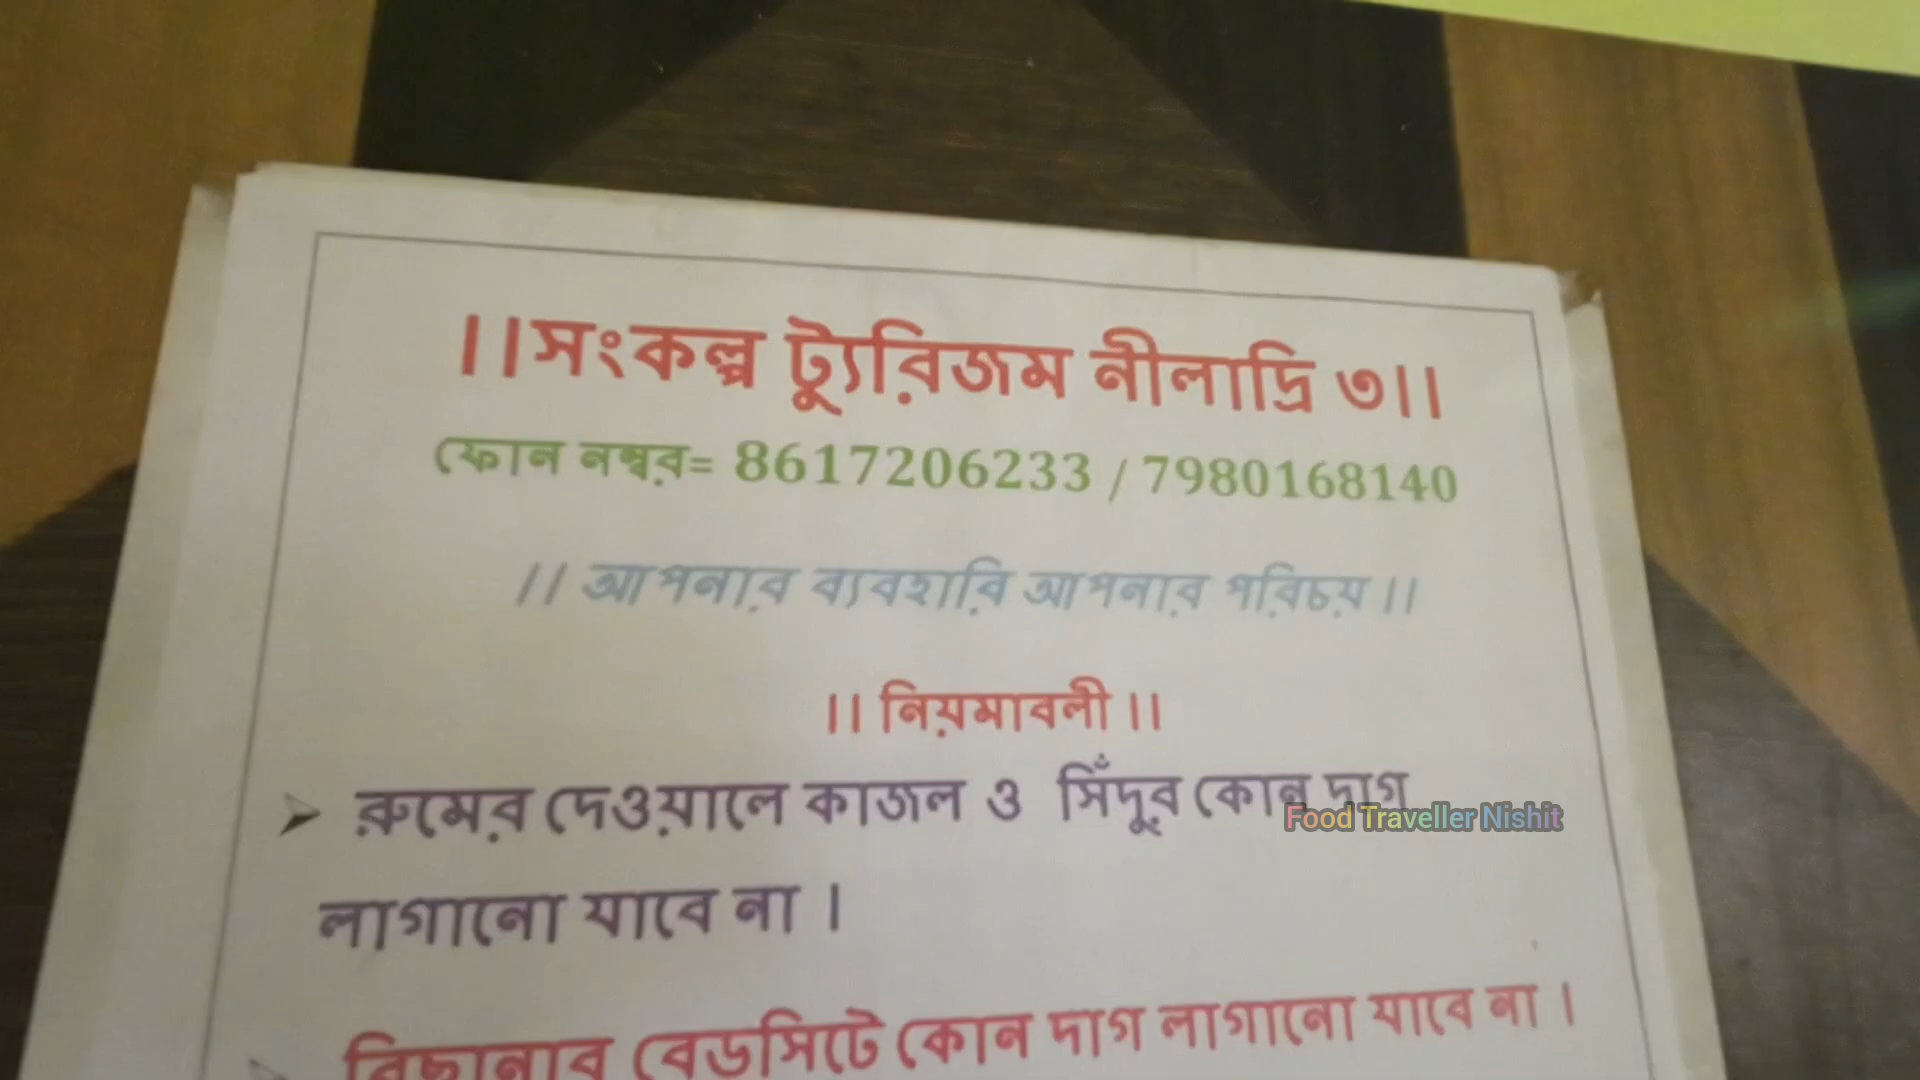 ।।সংকল্প ট্যুরিজম নীলাদ্রি ৩।।
ফোন নম্বর= 8617206233 / 7980168140
।। আপনার ব্যবহারি আপনার পরিচয় ।।
।। নিয়মাবলী ।।
➢ রুমের দেওয়ালে কাজল ও সিঁদুর কোন দাগ
Food Traveller Nishit
লাগানো যাবে না ।
বিছানার বেডসিটে কোন দাগ লাগানো যাবে না ।